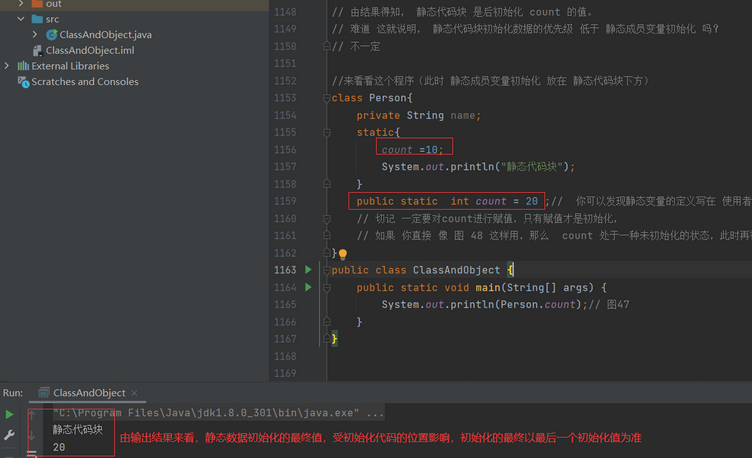 out
src
ClassAndObject.java
ClassAndObject.iml
External Libraries
Scratches and Consoles
1148 // 由结果得知， 静态代码块 是后初始化 count 的值。
1149 // 难道 这就说明， 静态代码块初始化数据的优先级 低于 静态成员变量初始化 吗？
1150 // 不一定
1151
1152 //来看看这个程序（此时 静态成员变量初始化 放在 静态代码块下方）
1153 class Person{
1154 private String name;
1155 static{
1156 count =10;
1157 System.out.println("静态代码块");
1158 }
1159 public static int count = 20 ;// 你可以发现静态变量的定义写在 使用者
1160 // 切记 一定要对count进行赋值，只有赋值才是初始化，
1161 // 如果 你直接 像 图 48 这样用，那么 count 处于一种未初始化的状态，此时再
1162 }
1163 public class ClassAndObject {
1164 public static void main(String[] args) {
1165 System.out.println(Person.count);// 图47
1166 }
1167 }
1168
1169
Run: ClassAndObject
"C:\Program Files\Java\jdk1.8.0_301\bin\java.exe" ...
静态代码块
20
由输出结果来看，静态数据初始化的最终值，受初始化代码的位置影响，初始化的最终以最后一个初始化值为准